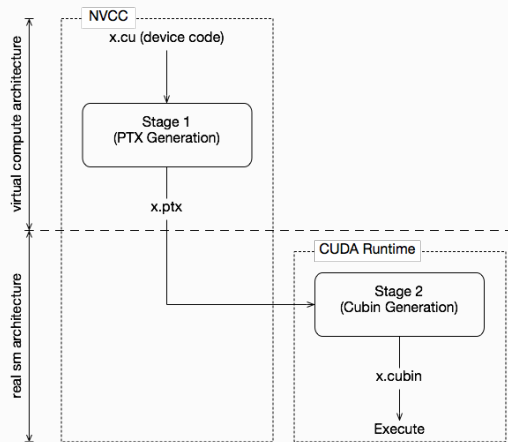 NVCC
x.cu (device code)
Stage 1
(PTX Generation)
x.ptx
virtual compute architecture
CUDA Runtime
Stage 2
(Cubin Generation)
x.cubin
Execute
real sm architecture